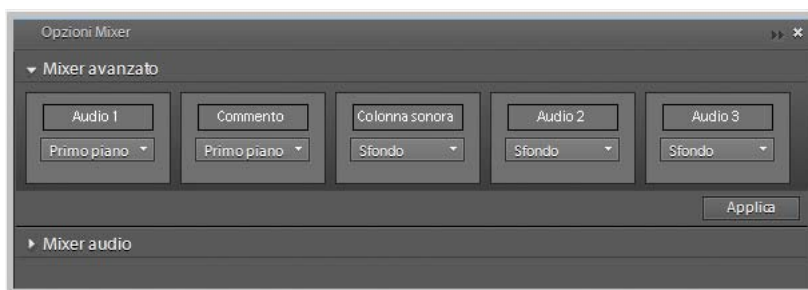 Opzioni Mixer
Mixer avanzato
Audio 1 Commento Colonna sonora Audio 2 Audio 3
Primo piano Primo piano Sfondo Sfondo Sfondo
Applica
Mixer audio